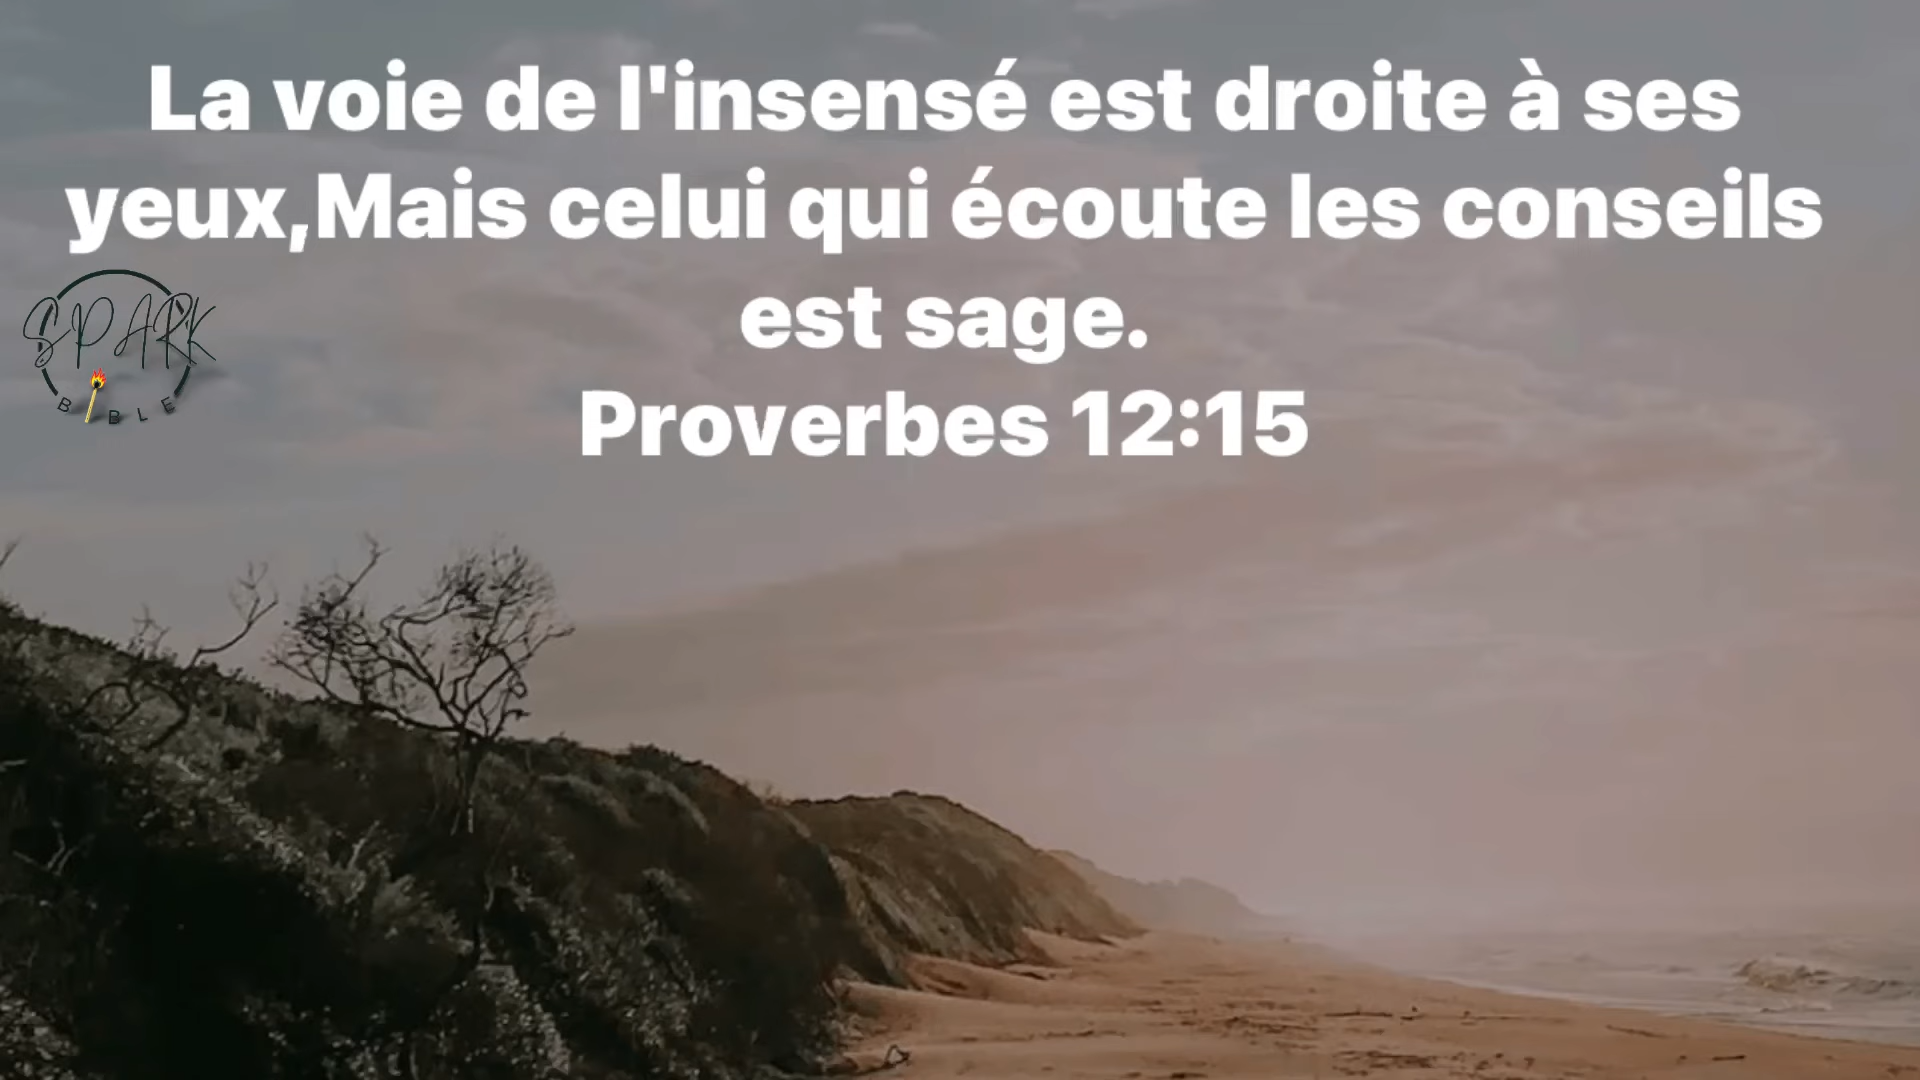 La voie de l'insensé est droite à ses
yeux,Mais celui qui écoute les conseils
est sage.
Proverbes 12:15
SPARK
BIBLE